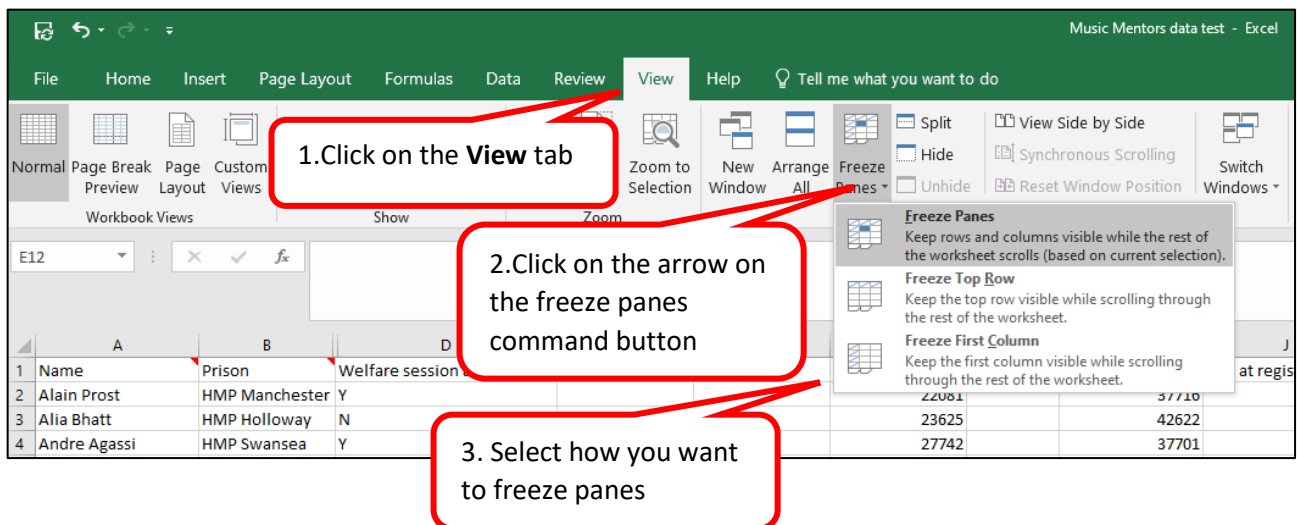 Music Mentors data test - Excel
File Home Insert Page Layout Formulas Data Review View Help Tell me what you want to do
1.Click on the View tab
Normal Page Break Preview Page Layout Custom Views
Zoom to Selection New Window Arrange All Freeze Panes
Split
Hide
Unhide
View Side by Side
Synchronous Scrolling
Reset Window Position
Switch Windows
Workbook Views Show Zoom
2.Click on the arrow on
the freeze panes
command button
Freeze Panes
Keep rows and columns visible while the rest of
the worksheet scrolls (based on current selection).
Freeze Top Row
Keep the top row visible while scrolling through
the rest of the worksheet.
Freeze First Column
Keep the first column visible while scrolling
through the rest of the worksheet.
E12 fx
A B D J
1 Name Prison Welfare session at regis
2 Alain Prost HMP Manchester Y 22081 37716
3 Alia Bhatt HMP Holloway N 23625 42622
4 Andre Agassi HMP Swansea Y 27742 37701
3. Select how you want
to freeze panes